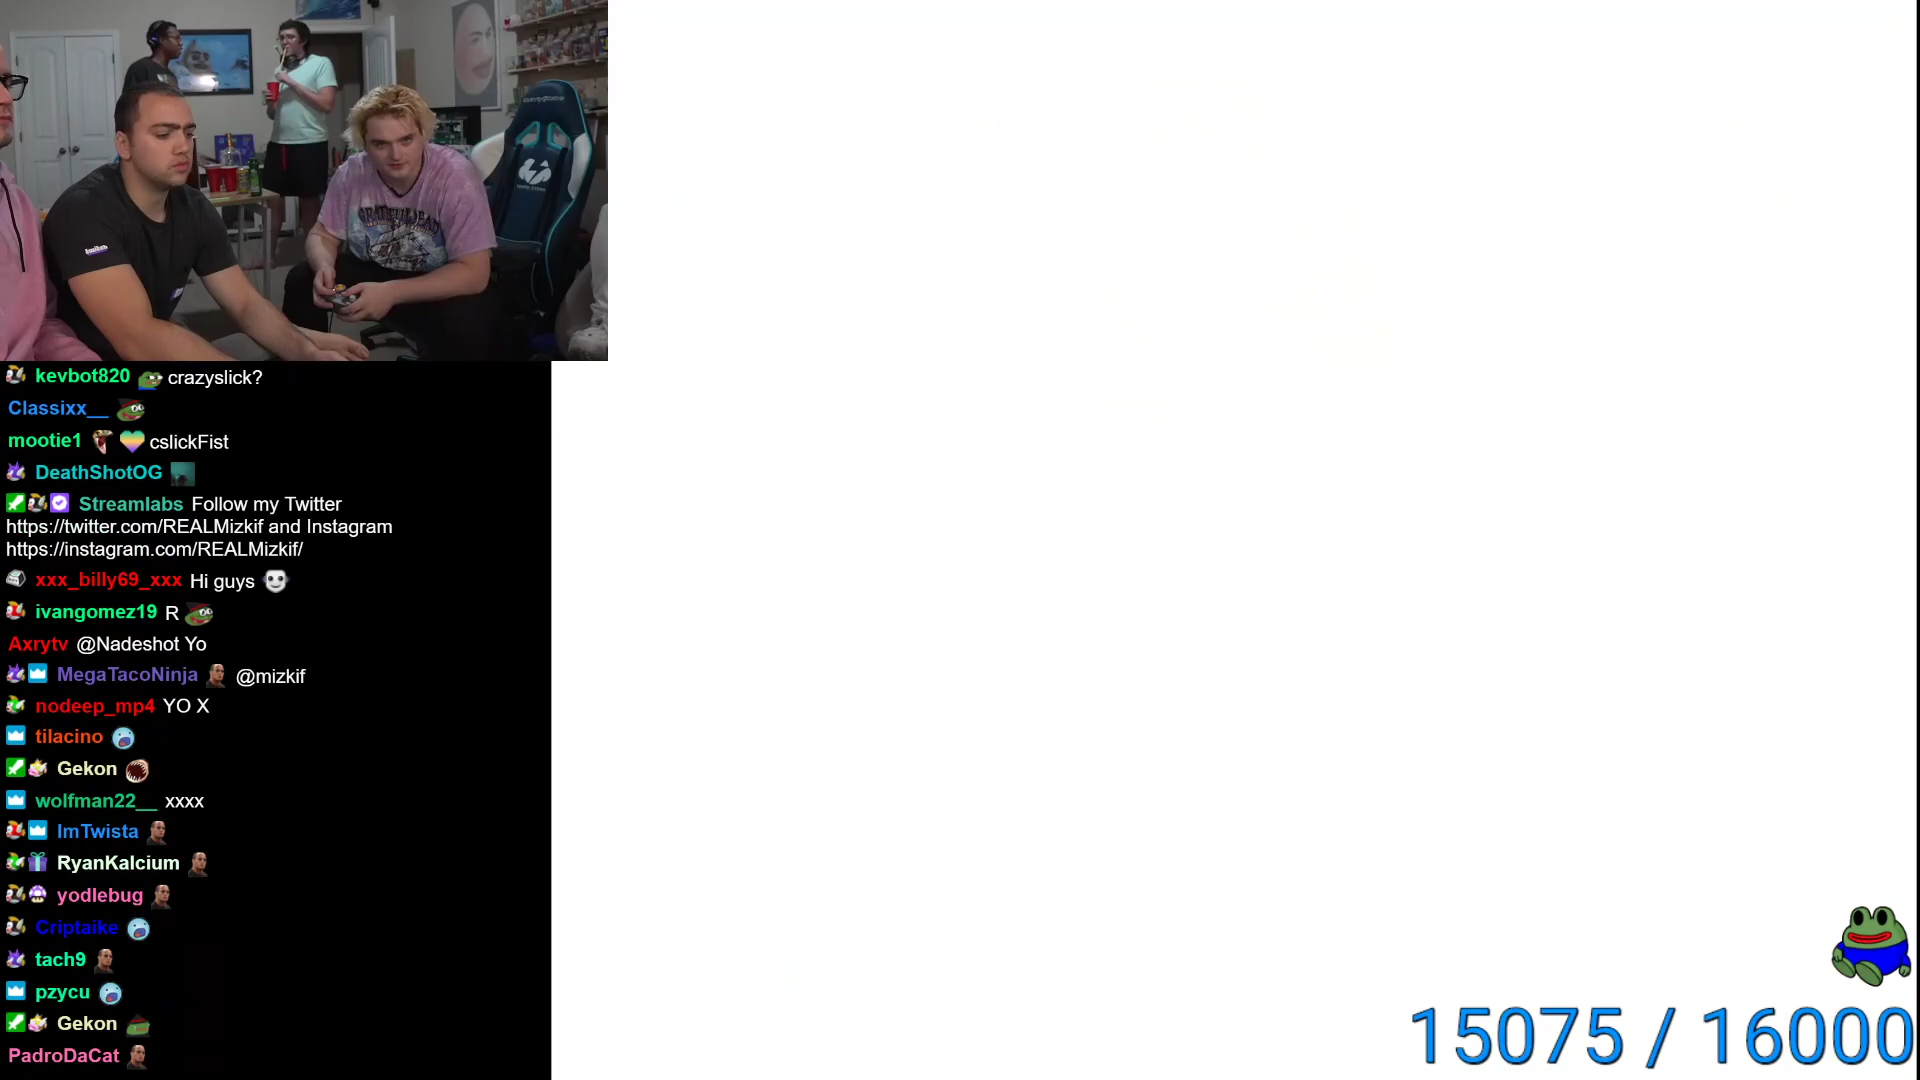 GRATEFUL DEAD
kevbot820 crazyslick?
Classixx__
mootie1 cslickFist
DeathShotOG
Streamlabs Follow my Twitter
https://twitter.com/REALMizkif and Instagram
https://instagram.com/REALMizkif/
xxx_billy69_xxx Hi guys
ivangomez19 R
Axrytv @Nadeshot Yo
MegaTacoNinja @mizkif
nodeep_mp4 YO X
tilacino
Gekon
wolfman22__ xxxx
ImTwista
RyanKalcium
yodlebug
Criptaike
tach9
pzycu
Gekon
PadroDaCat
15075 / 16000